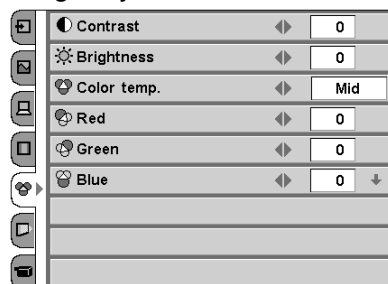 Contrast 0
Brightness 0
Color temp. Mid
Red 0
Green 0
Blue 0